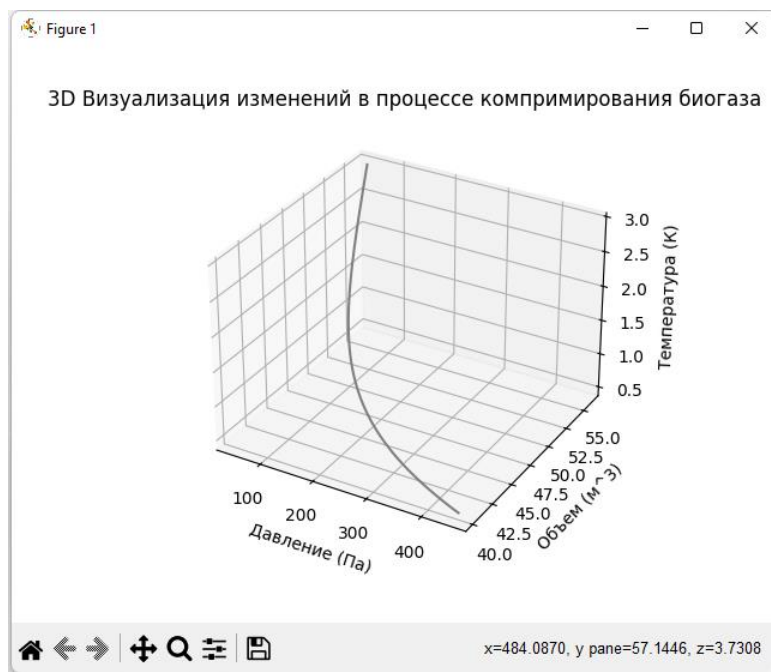 Figure 1
3D Визуализация изменений в процессе компримирования биогаза
3.0
2.5
2.0
1.5
1.0
0.5
Температура (К)
55.0
52.5
50.0
47.5
45.0
42.5
40.0
Объем (м^3)
100
200
300
400
Давление (Па)
x=484.0870, y pane=57.1446, z=3.7308